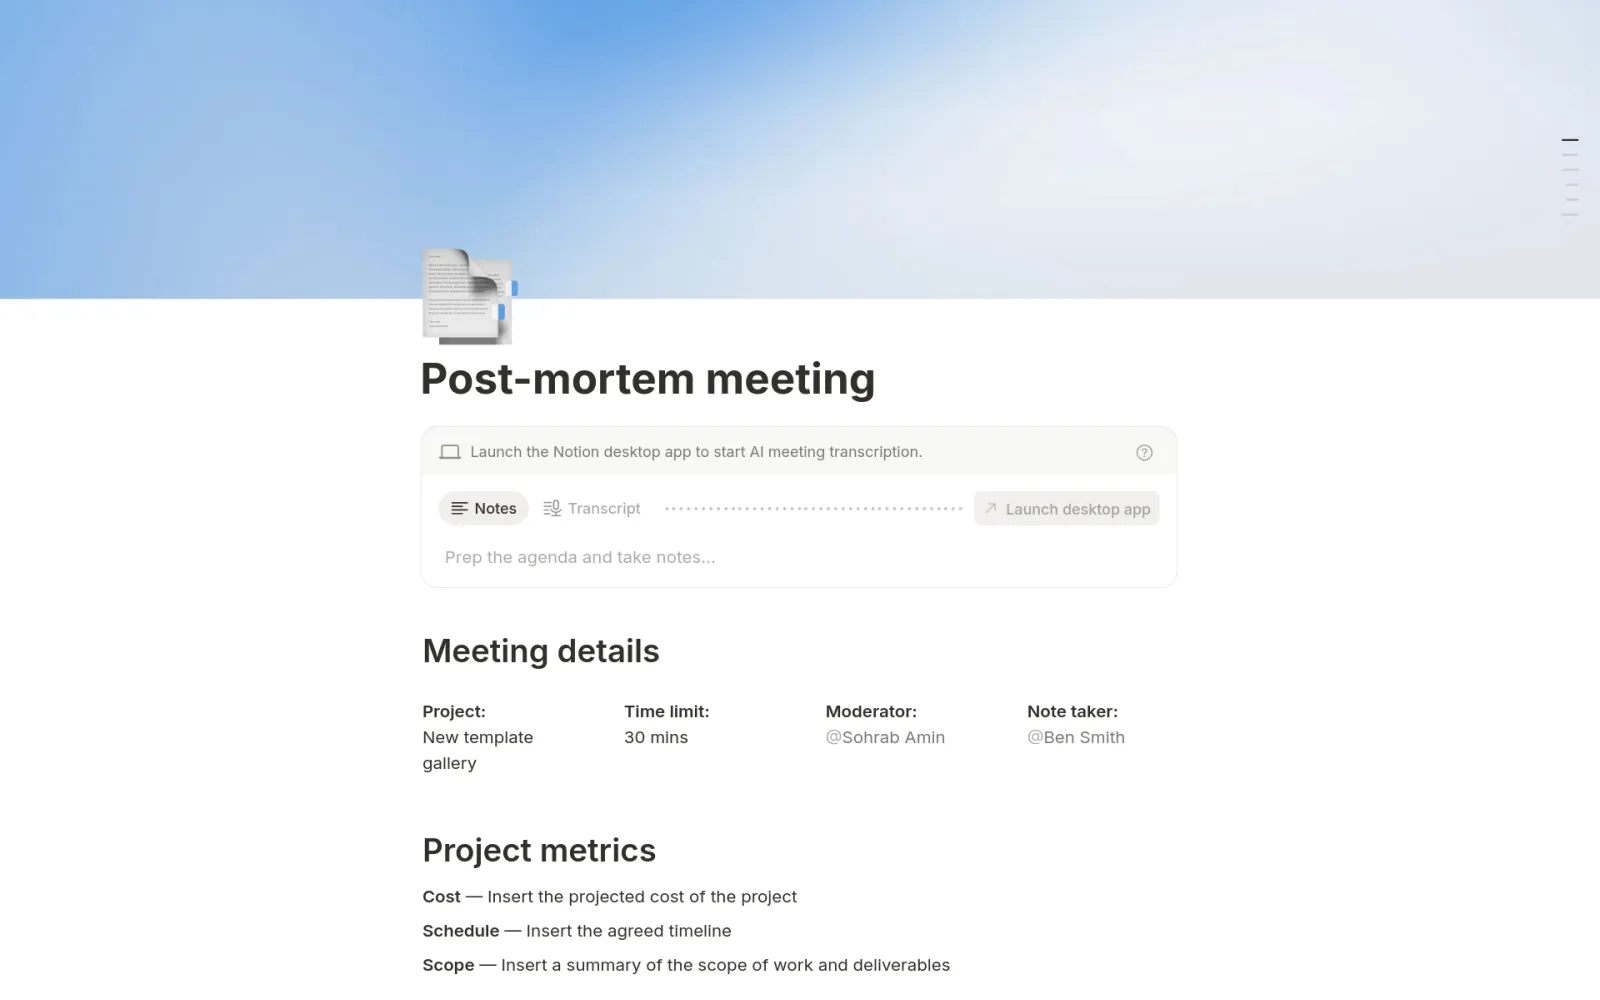 Post-mortem meeting
Launch the Notion desktop app to start AI meeting transcription.
Notes
Transcript
Launch desktop app
Prep the agenda and take notes...
Meeting details
Project:
New template
gallery
Time limit:
30 mins
Moderator:
@Sohrab Amin
Note taker:
@Ben Smith
Project metrics
Cost — Insert the projected cost of the project
Schedule — Insert the agreed timeline
Scope — Insert a summary of the scope of work and deliverables